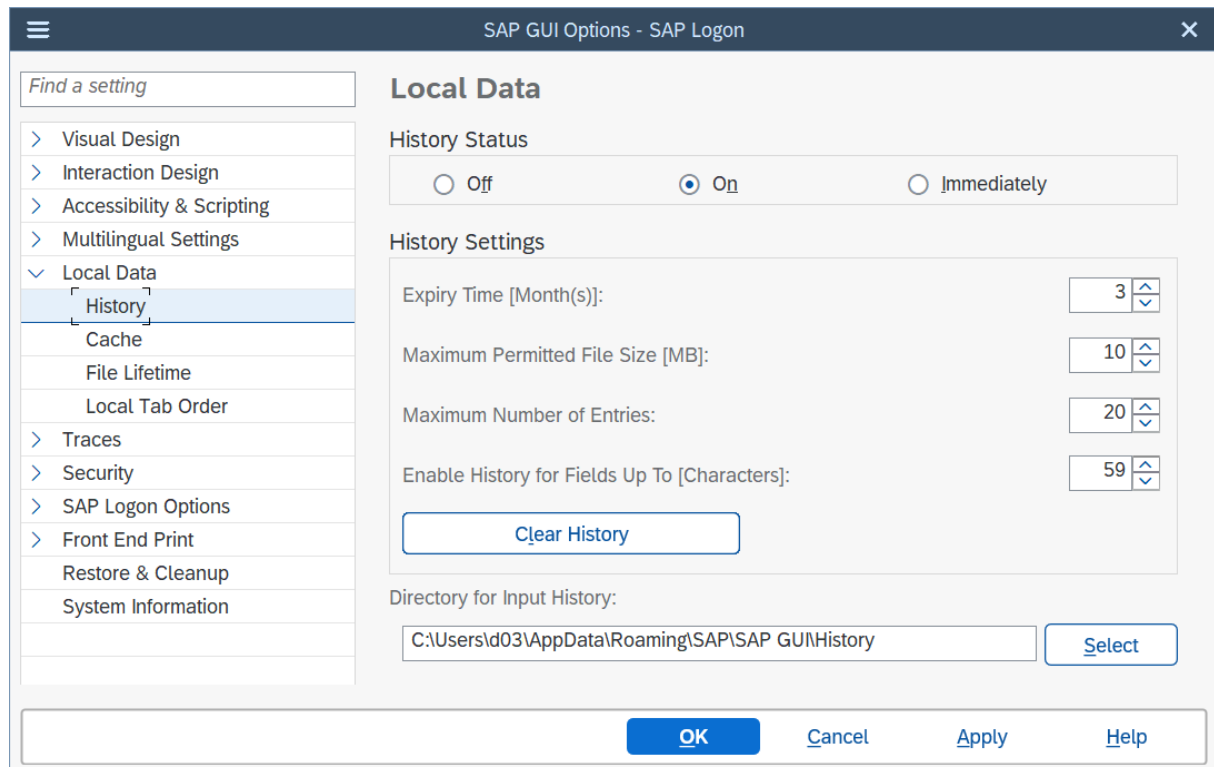 SAP GUI Options - SAP Logon
Find a setting
Visual Design
Interaction Design
Accessibility & Scripting
Multilingual Settings
Local Data
History
Cache
File Lifetime
Local Tab Order
Traces
Security
SAP Logon Options
Front End Print
Restore & Cleanup
System Information
Local Data
History Status
Off On Immediately
History Settings
Expiry Time [Month(s)]: 3
Maximum Permitted File Size [MB]: 10
Maximum Number of Entries: 20
Enable History for Fields Up To [Characters]: 59
Clear History
Directory for Input History:
C:\Users\d03\AppData\Roaming\SAP\SAP GUI\History Select
OK Cancel Apply Help